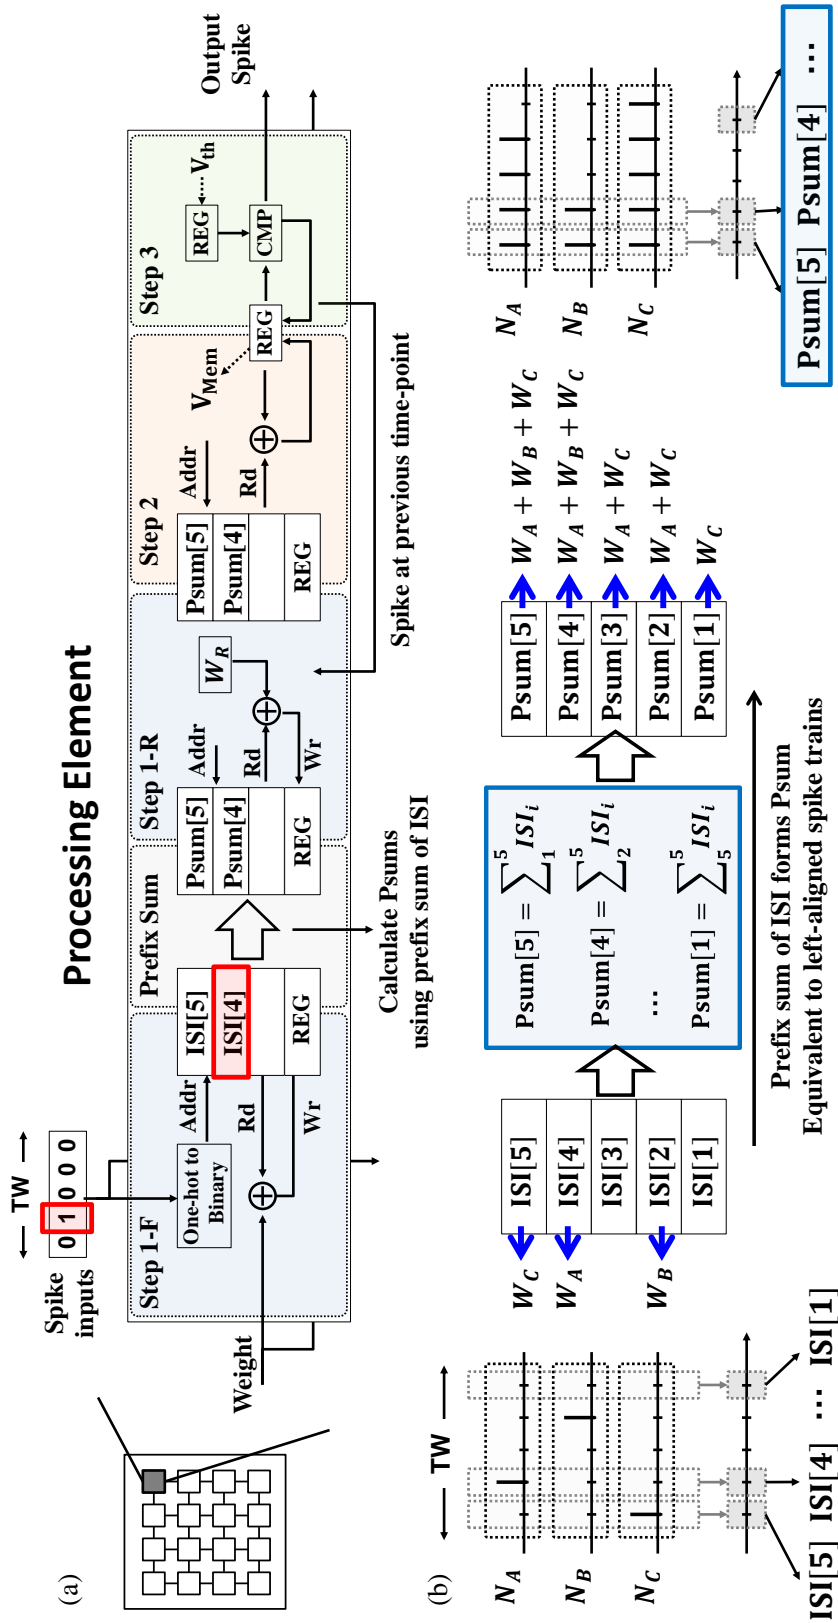 (a)
Processing Element
TW
Spike
inputs
0 1 0 0 0 0
Weight
Step 1-F
One-hot to
Binary
Addr
Rd
Wr
ISI[5]
ISI[4]
REG
Prefix Sum
Calculate Psums
using prefix sum of ISI
Psum[5]
Psum[4]
REG
Step 1-R
Addr
Rd
Wr
W_R
Psum[5]
Psum[4]
REG
Step 2
Addr
Rd
V_Mem
REG
Spike at previous time-point
Step 3
REG
V_th
CMP
Output
Spike
(b)
TW
N_A
N_B
N_C
ISI[5] ISI[4] ... ISI[1]
W_C
W_A
W_B
ISI[5]
ISI[4]
ISI[3]
ISI[2]
ISI[1]
Psum[5] = ∑_1^5 ISI_i
Psum[4] = ∑_2^5 ISI_i
...
Psum[1] = ∑_5^5 ISI_i
Psum[5]
Psum[4]
Psum[3]
Psum[2]
Psum[1]
W_A + W_B + W_C
W_A + W_B + W_C
W_A + W_C
W_A + W_C
W_C
Prefix sum of ISI forms Psum
Equivalent to left-aligned spike trains
N_A
N_B
N_C
Psum[5] Psum[4] ...